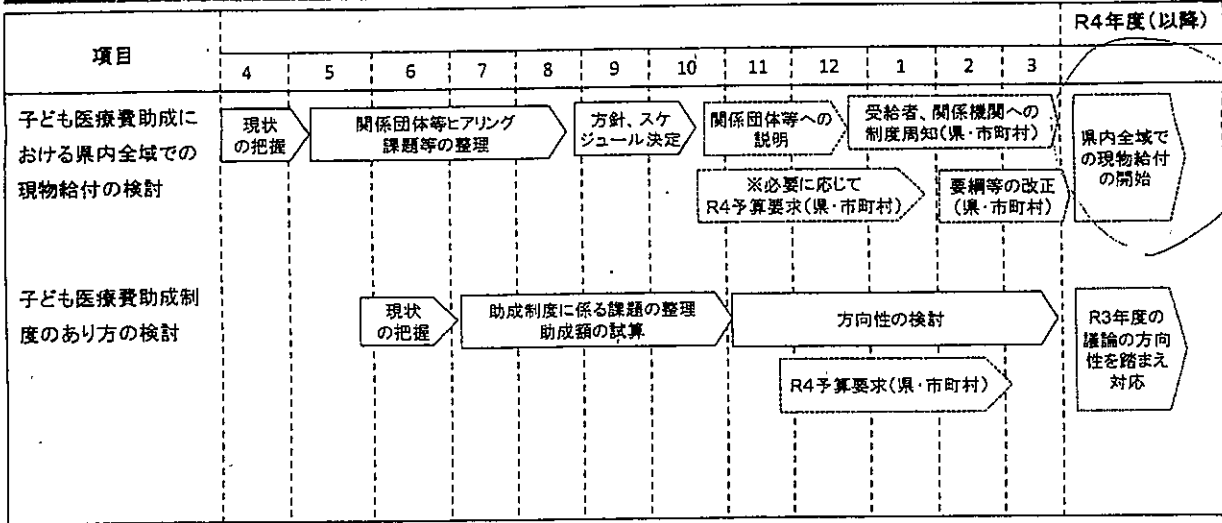 R4年度(以降)
項目
4 5 6 7 8 9 10 11 12 1 2 3
子ども医療費助成に
おける県内全域での
現物給付の検討
現状
の把握
関係団体等ヒアリング
課題等の整理
方針、スケ
ジュール決定
関係団体等への
説明
受給者、関係機関への
制度周知(県・市町村)
※必要に応じて
R4予算要求(県・市町村)
要綱等の改正
(県・市町村)
県内全域で
の現物給付
の開始
子ども医療費助成制
度のあり方の検討
現状
の把握
助成制度に係る課題の整理
助成額の試算
方向性の検討
R4予算要求(県・市町村)
R3年度の
議論の方向
性を踏まえ
対応